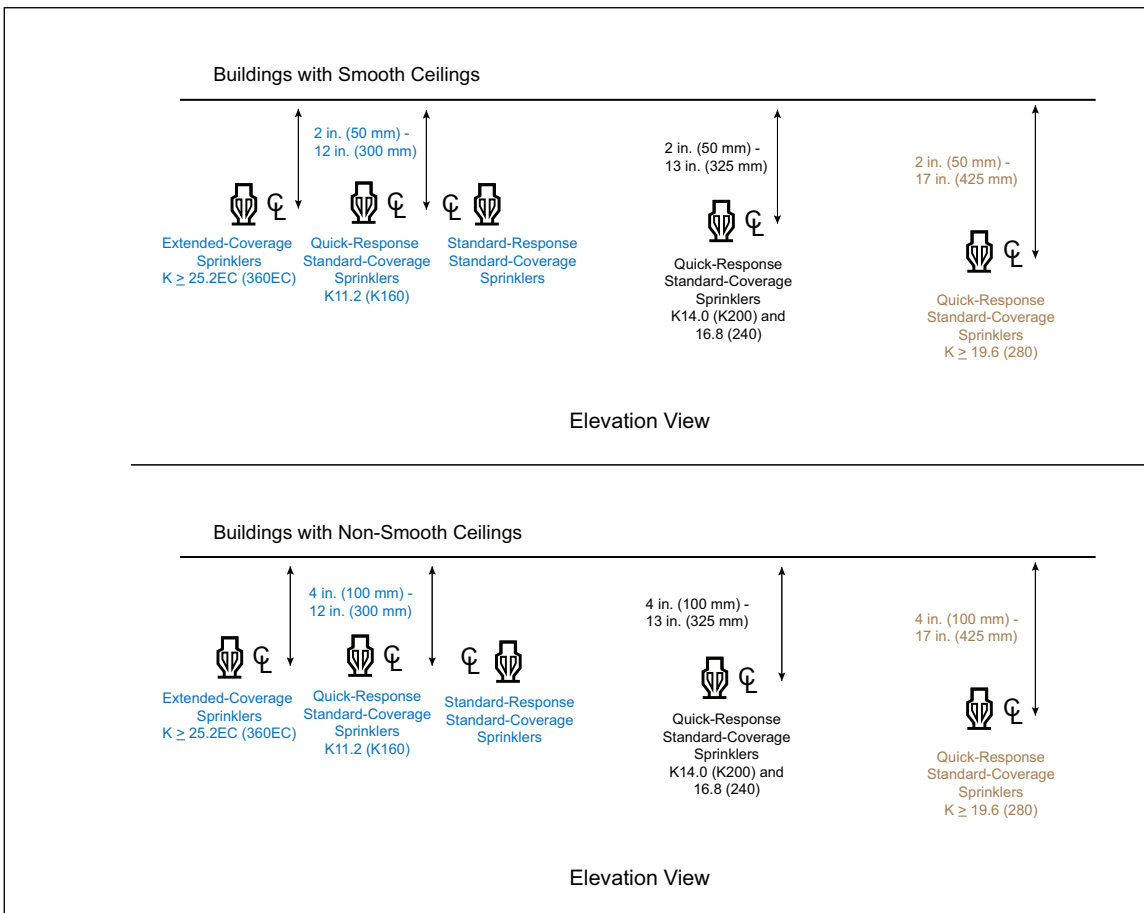 Buildings with Smooth Ceilings
2 in. (50 mm) -
12 in. (300 mm)
2 in. (50 mm) -
13 in. (325 mm)
2 in. (50 mm) -
17 in. (425 mm)
℄
℄
℄
℄
℄
Extended-Coverage
Sprinklers
K ≥ 25.2EC (360EC)
Quick-Response
Standard-Coverage
Sprinklers
K11.2 (K160)
Standard-Response
Standard-Coverage
Sprinklers
Quick-Response
Standard-Coverage
Sprinklers
K14.0 (K200) and
16.8 (240)
Quick-Response
Standard-Coverage
Sprinklers
K ≥ 19.6 (280)
Elevation View
Buildings with Non-Smooth Ceilings
4 in. (100 mm) -
12 in. (300 mm)
4 in. (100 mm) -
13 in. (325 mm)
4 in. (100 mm) -
17 in. (425 mm)
℄
℄
℄
℄
℄
Extended-Coverage
Sprinklers
K ≥ 25.2EC (360EC)
Quick-Response
Standard-Coverage
Sprinklers
K11.2 (K160)
Standard-Response
Standard-Coverage
Sprinklers
Quick-Response
Standard-Coverage
Sprinklers
K14.0 (K200) and
16.8 (240)
Quick-Response
Standard-Coverage
Sprinklers
K ≥ 19.6 (280)
Elevation View